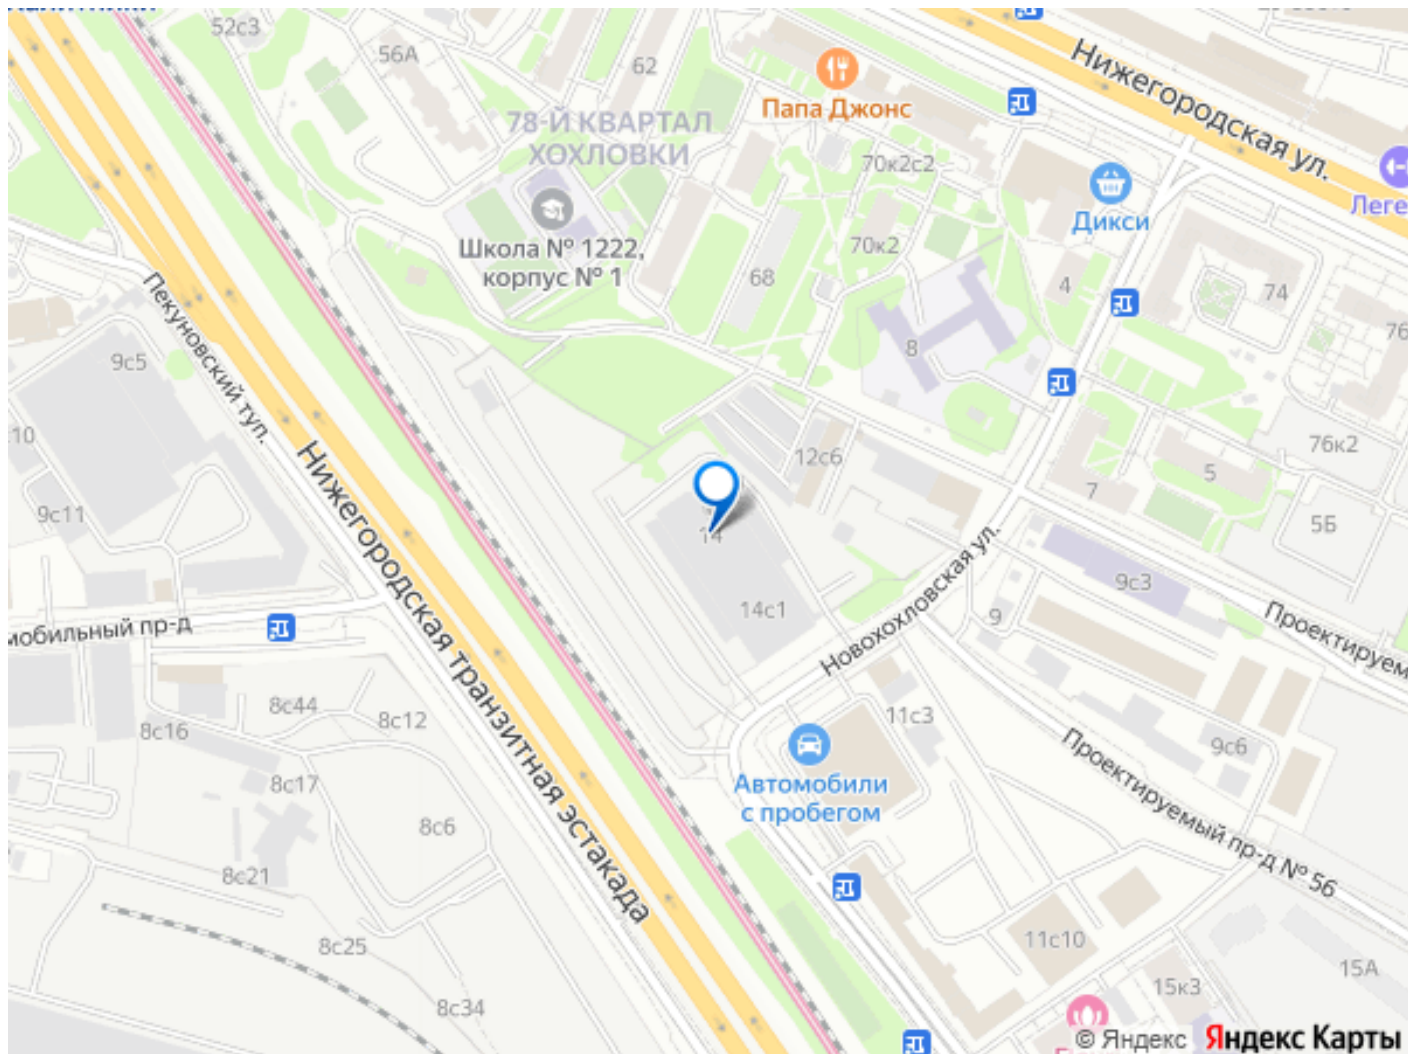 52с3
56А
62
Нижегородская ул.
Папа Джонс
78-Й КВАРТАЛ
ХОХЛОВКИ
70к2с2
Дикси
Школа № 1222,
корпус № 1
68
70к2
4
74
76
8
Пекуновский туп.
9с5
9с11
12с6
7
5
76к2
5Б
14
14с1
Нижегородская транзитная эстакада
Новохохловская ул.
9с3
9
мобильный пр-д
8с44
8с12
8с16
8с17
11с3
9с6
Автомобили
с пробегом
Проектируемый пр-д № 56
8с6
8с21
8с25
8с34
11с10
15А
15к3
© Яндекс Яндекс Карты